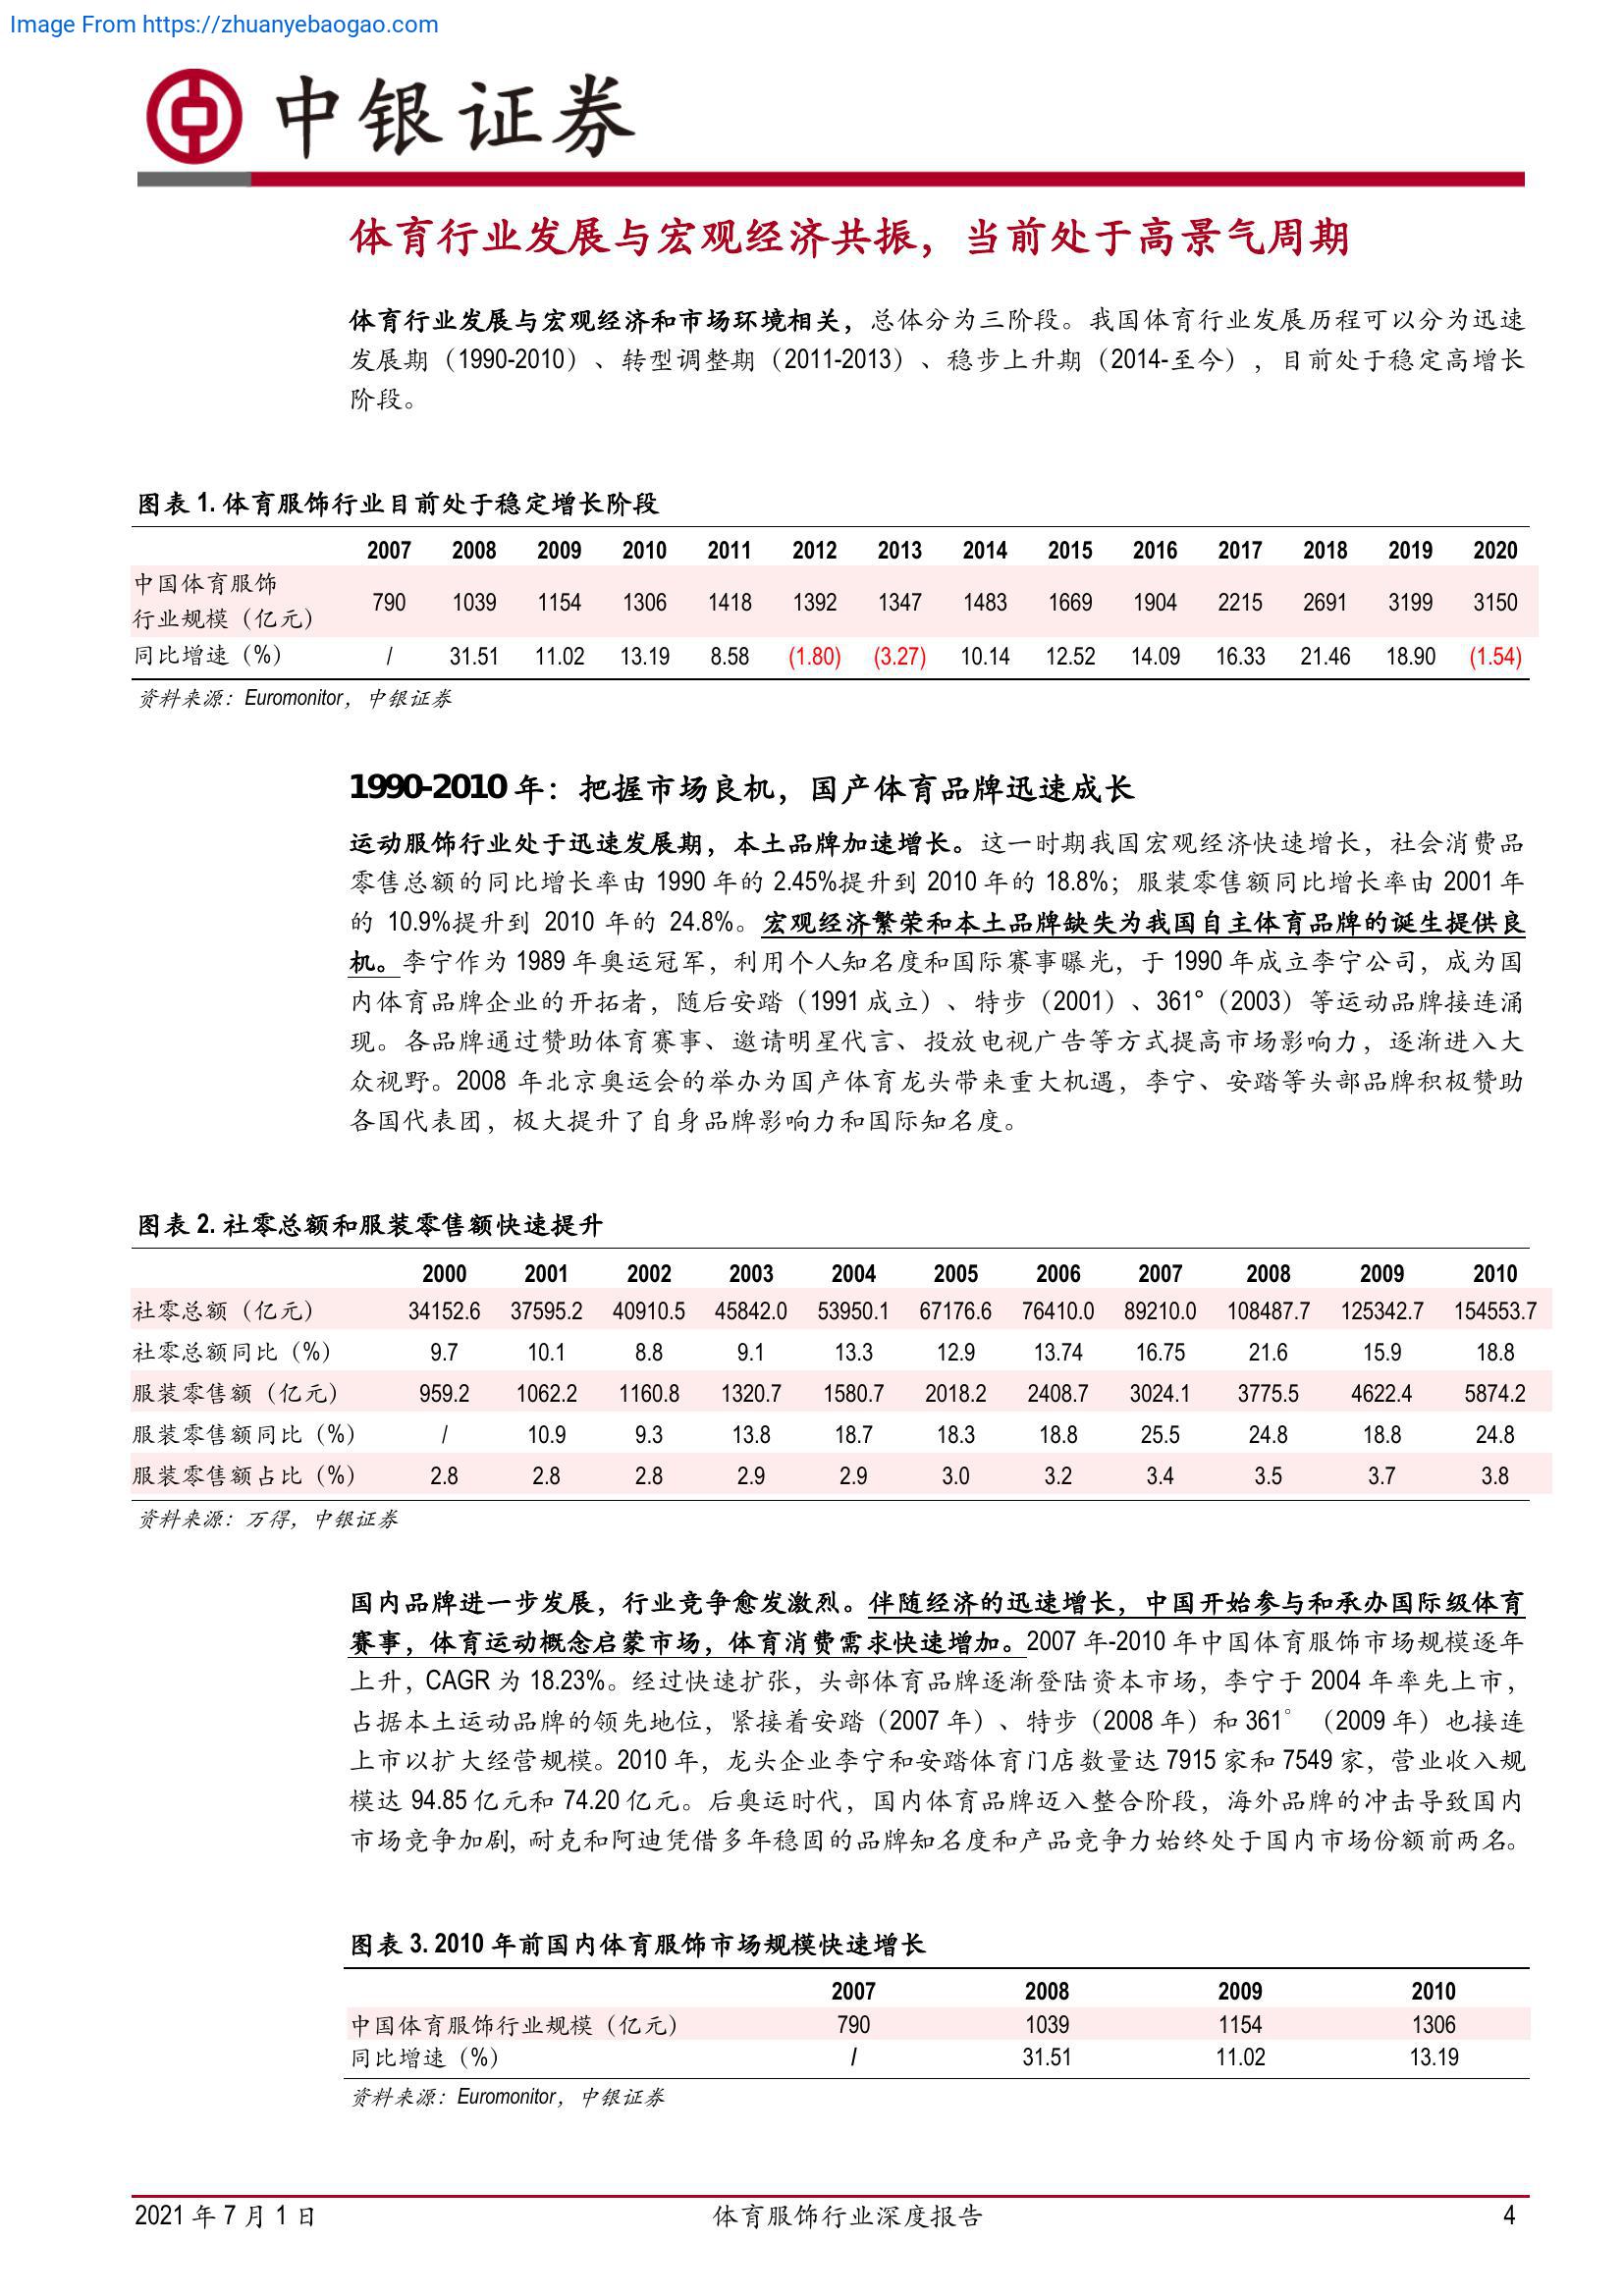 Image From https://zhuanyebaogao.com
中银证券
体育行业发展与宏观经济共振，当前处于高景气周期
体育行业发展与宏观经济和市场环境相关，总体分为三阶段。我国体育行业发展历程可以分为迅速
发展期（1990-2010）、转型调整期（2011-2013）、稳步上升期（2014-至今），目前处于稳定高增长
阶段。
图表 1. 体育服饰行业目前处于稳定增长阶段
2007 2008 2009 2010 2011 2012 2013 2014 2015 2016 2017 2018 2019 2020
中国体育服饰
行业规模（亿元） 790 1039 1154 1306 1418 1392 1347 1483 1669 1904 2215 2691 3199 3150
同比增速（%） / 31.51 11.02 13.19 8.58 (1.80) (3.27) 10.14 12.52 14.09 16.33 21.46 18.90 (1.54)
资料来源：Euromonitor，中银证券
1990-2010 年：把握市场良机，国产体育品牌迅速成长
运动服饰行业处于迅速发展期，本土品牌加速增长。这一时期我国宏观经济快速增长，社会消费品
零售总额的同比增长率由 1990 年的 2.45%提升到 2010 年的 18.8%；服装零售额同比增长率由 2001 年
的 10.9%提升到 2010 年的 24.8%。宏观经济繁荣和本土品牌缺失为我国自主体育品牌的诞生提供良
机。李宁作为 1989 年奥运冠军，利用个人知名度和国际赛事曝光，于 1990 年成立李宁公司，成为国
内体育品牌企业的开拓者，随后安踏（1991 成立）、特步（2001）、361°（2003）等运动品牌接连涌
现。各品牌通过赞助体育赛事、邀请明星代言、投放电视广告等方式提高市场影响力，逐渐进入大
众视野。2008 年北京奥运会的举办为国产体育龙头带来重大机遇，李宁、安踏等头部品牌积极赞助
各国代表团，极大提升了自身品牌影响力和国际知名度。
图表 2. 社零总额和服装零售额快速提升
2000 2001 2002 2003 2004 2005 2006 2007 2008 2009 2010
社零总额（亿元） 34152.6 37595.2 40910.5 45842.0 53950.1 67176.6 76410.0 89210.0 108487.7 125342.7 154553.7
社零总额同比（%） 9.7 10.1 8.8 9.1 13.3 12.9 13.74 16.75 21.6 15.9 18.8
服装零售额（亿元） 959.2 1062.2 1160.8 1320.7 1580.7 2018.2 2408.7 3024.1 3775.5 4622.4 5874.2
服装零售额同比（%） / 10.9 9.3 13.8 18.7 18.3 18.8 25.5 24.8 18.8 24.8
服装零售额占比（%） 2.8 2.8 2.8 2.9 2.9 3.0 3.2 3.4 3.5 3.7 3.8
资料来源：万得，中银证券
国内品牌进一步发展，行业竞争愈发激烈。伴随经济的迅速增长，中国开始参与和承办国际级体育
赛事，体育运动概念启蒙市场，体育消费需求快速增加。2007 年-2010 年中国体育服饰市场规模逐年
上升，CAGR 为 18.23%。经过快速扩张，头部体育品牌逐渐登陆资本市场，李宁于 2004 年率先上市，
占据本土运动品牌的领先地位，紧接着安踏（2007 年）、特步（2008 年）和 361°（2009 年）也接连
上市以扩大经营规模。2010 年，龙头企业李宁和安踏体育门店数量达 7915 家和 7549 家，营业收入规
模达 94.85 亿元和 74.20 亿元。后奥运时代，国内体育品牌迈入整合阶段，海外品牌的冲击导致国内
市场竞争加剧，耐克和阿迪凭借多年稳固的品牌知名度和产品竞争力始终处于国内市场份额前两名。
图表 3. 2010 年前国内体育服饰市场规模快速增长
2007 2008 2009 2010
中国体育服饰行业规模（亿元） 790 1039 1154 1306
同比增速（%） / 31.51 11.02 13.19
资料来源：Euromonitor，中银证券
2021 年 7 月 1 日 体育服饰行业深度报告 4